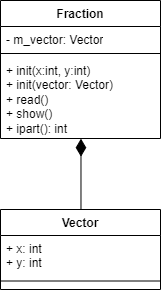 Fraction
- m_vector: Vector
+ init(x:int, y:int)
+ init(vector: Vector)
+ read()
+ show()
+ ipart(): int
Vector
+ x: int
+ y: int